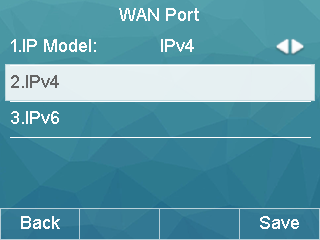 WAN Port
1.IP Model: IPv4
2.IPv4
3.IPv6
Back Save